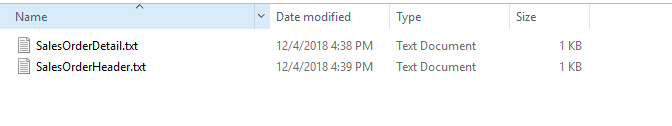 Name Date modified Type Size
SalesOrderDetail.txt 12/4/2018 4:38 PM Text Document 1 KB
SalesOrderHeader.txt 12/4/2018 4:39 PM Text Document 1 KB